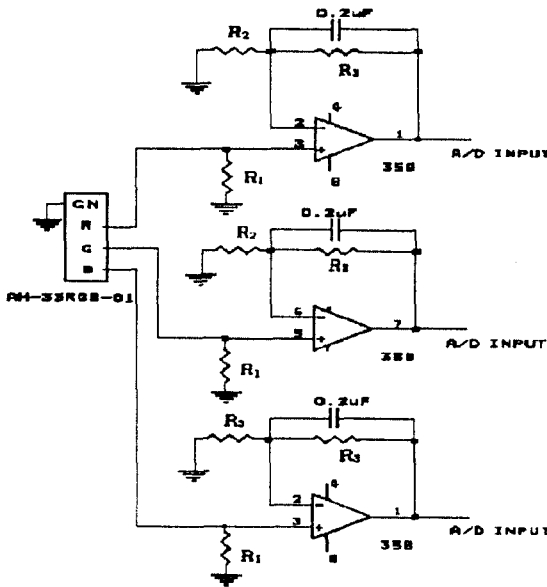 0.2uF
R₂
R₃
4
2
3
1
A/D INPUT
358
8
R₁
GN
R
G
B
AM-33RGB-01
0.2uF
R₂
R₃
6
5
7
A/D INPUT
358
R₁
0.2uF
R₃
R₃
4
2
3
1
A/D INPUT
358
8
R₁